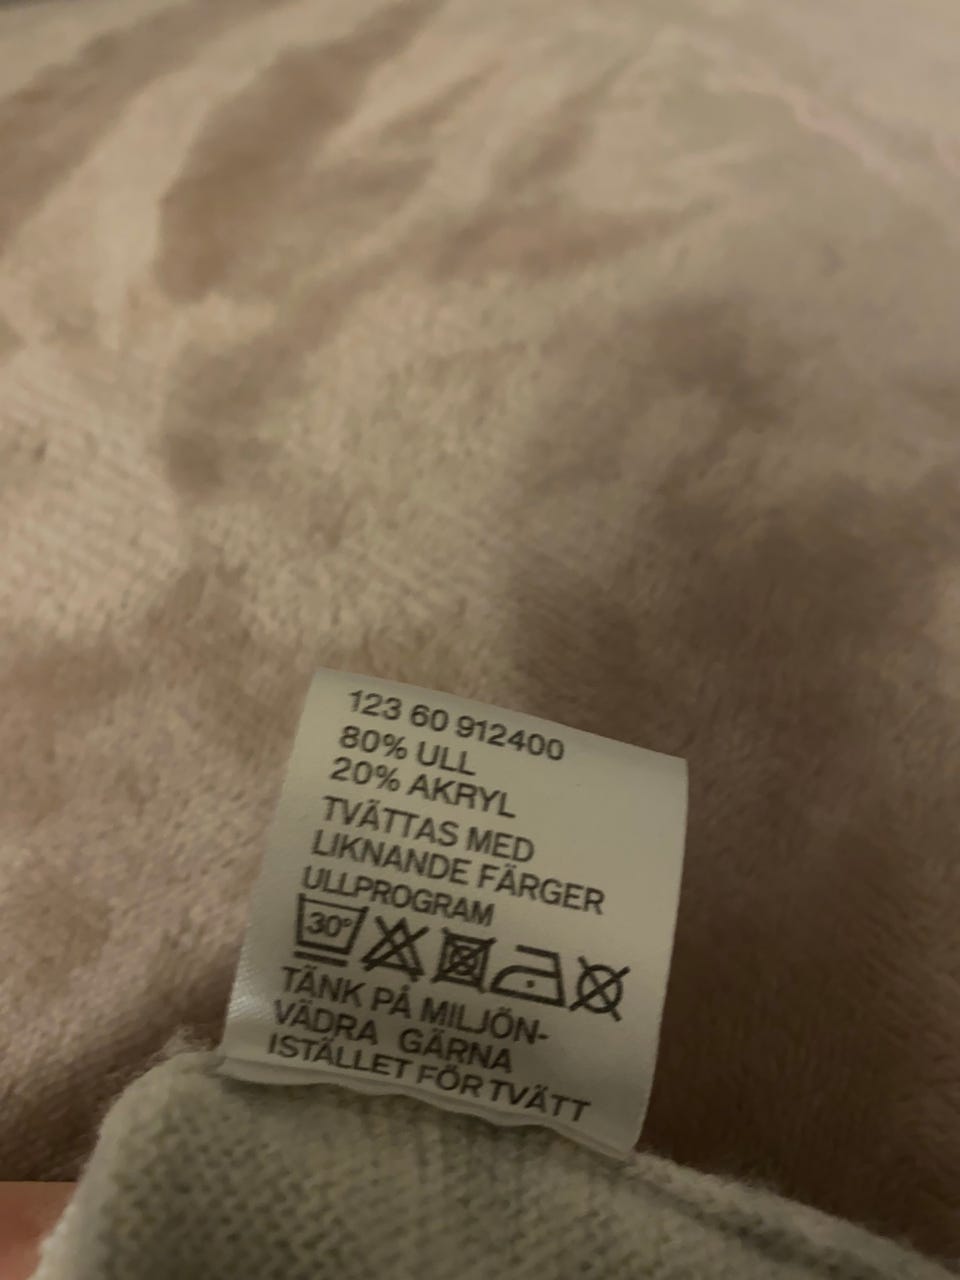 123 60 912400
80% ULL
20% AKRYL
TVÄTTAS MED
LIKNANDE FÄRGER
ULLPROGRAM
30°
TÄNK PÅ MILJÖN-
VÄDRA GÄRNA
ISTÄLLET FÖR TVÄTT